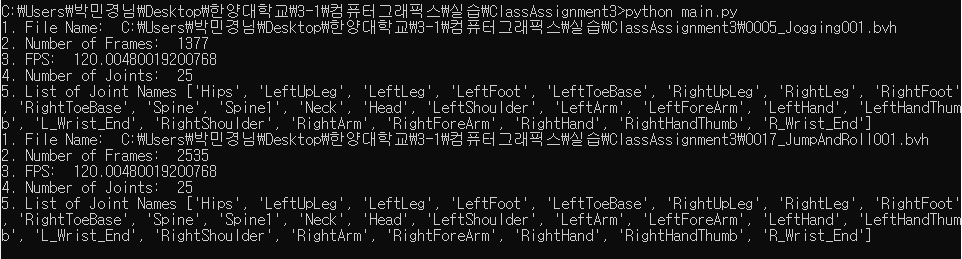 C:₩Users₩박민경님₩Desktop₩한양대학교₩3-1₩컴퓨터그래픽스₩실습₩ClassAssignment3>python main.py
1. File Name:  C:₩Users₩박민경님₩Desktop₩한양대학교₩3-1₩컴퓨터그래픽스₩실습₩ClassAssignment3₩0005_Jogging001.bvh
2. Number of Frames:  1377
3. FPS:  120.00480019200768
4. Number of Joints:  25
5. List of Joint Names ['Hips', 'LeftUpLeg', 'LeftLeg', 'LeftFoot', 'LeftToeBase', 'RightUpLeg', 'RightLeg', 'RightFoot'
, 'RightToeBase', 'Spine', 'Spine1', 'Neck', 'Head', 'LeftShoulder', 'LeftArm', 'LeftForeArm', 'LeftHand', 'LeftHandThum
b', 'L_Wrist_End', 'RightShoulder', 'RightArm', 'RightForeArm', 'RightHand', 'RightHandThumb', 'R_Wrist_End']
1. File Name:  C:₩Users₩박민경님₩Desktop₩한양대학교₩3-1₩컴퓨터그래픽스₩실습₩ClassAssignment3₩0017_JumpAndRoll001.bvh
2. Number of Frames:  2535
3. FPS:  120.00480019200768
4. Number of Joints:  25
5. List of Joint Names ['Hips', 'LeftUpLeg', 'LeftLeg', 'LeftFoot', 'LeftToeBase', 'RightUpLeg', 'RightLeg', 'RightFoot'
, 'RightToeBase', 'Spine', 'Spine1', 'Neck', 'Head', 'LeftShoulder', 'LeftArm', 'LeftForeArm', 'LeftHand', 'LeftHandThum
b', 'L_Wrist_End', 'RightShoulder', 'RightArm', 'RightForeArm', 'RightHand', 'RightHandThumb', 'R_Wrist_End']